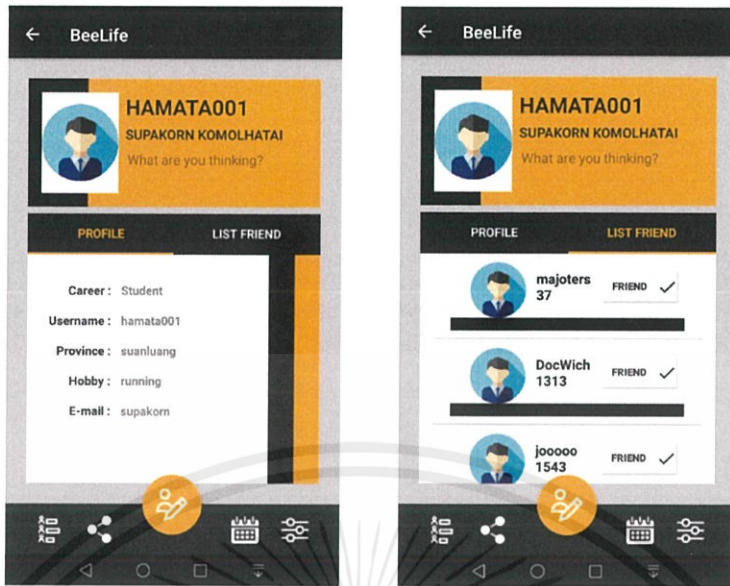 BeeLife
HAMATA001
SUPAKORN KOMOLHATAI
What are you thinking?
PROFILE
LIST FRIEND
Career : Student
Username : hamata001
Province : suanluang
Hobby : running
E-mail : supakorn
BeeLife
HAMATA001
SUPAKORN KOMOLHATAI
What are you thinking?
PROFILE
LIST FRIEND
majoters
37
FRIEND
DocWich
1313
FRIEND
jooooo
1543
FRIEND